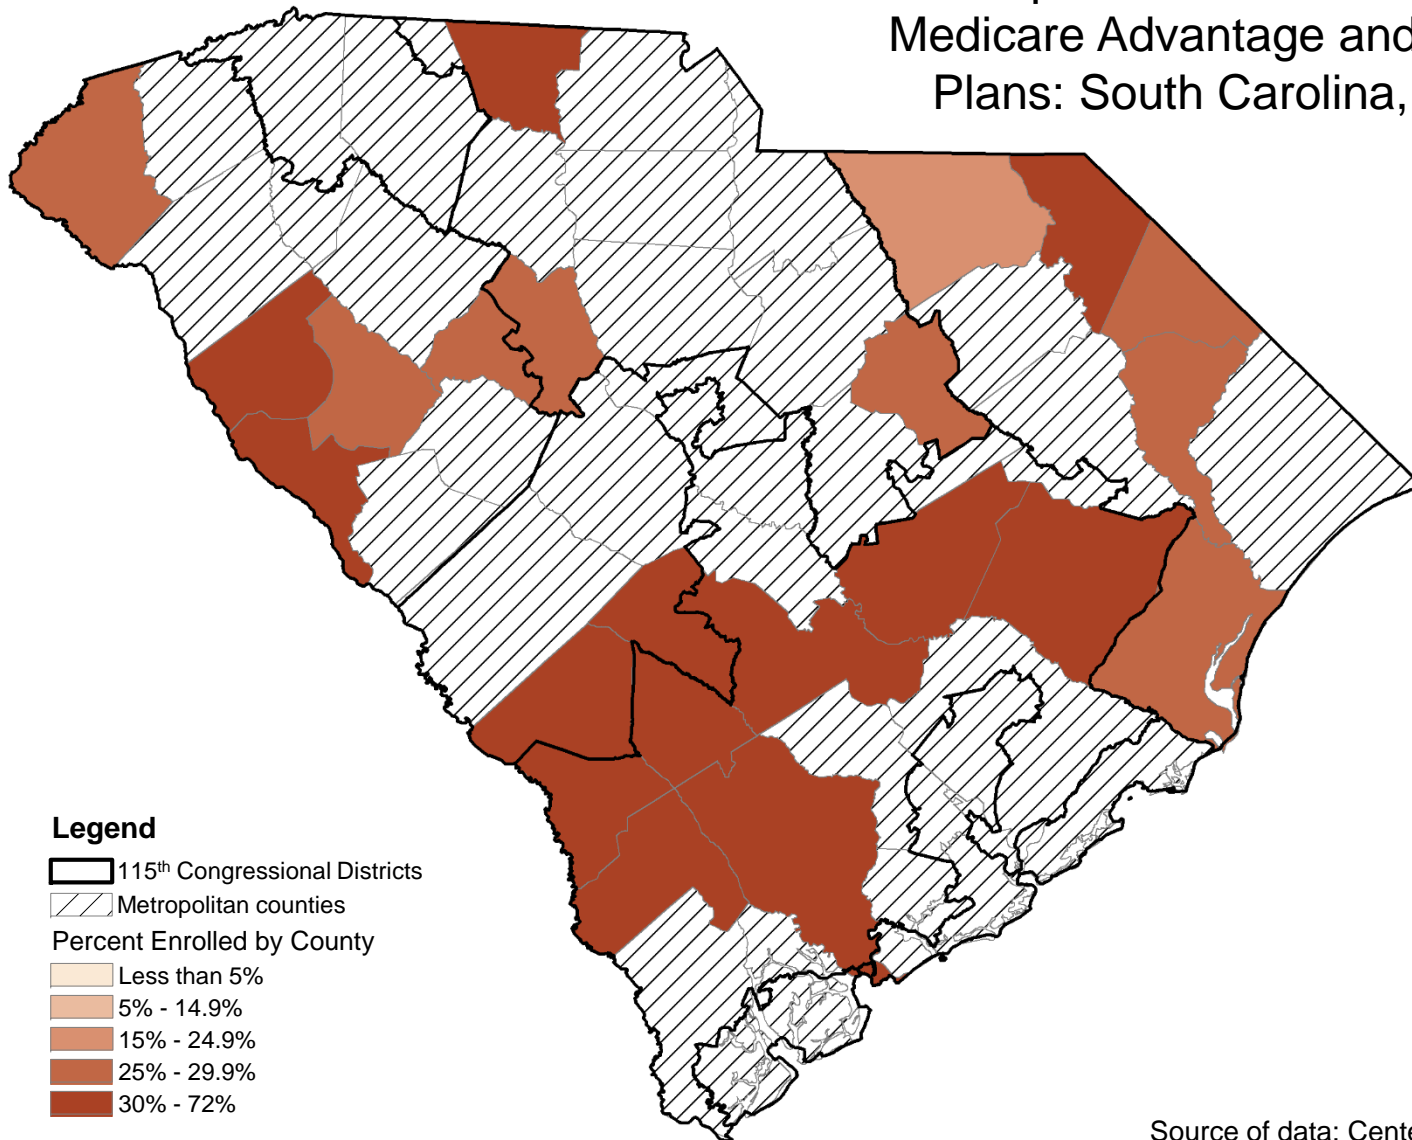 Medicare Advantage and
Plans: South Carolina,
Legend
115th Congressional Districts
Metropolitan counties
Percent Enrolled by County
Less than 5%
5% - 14.9%
15% - 24.9%
25% - 29.9%
30% - 72%
Source of data: Cente